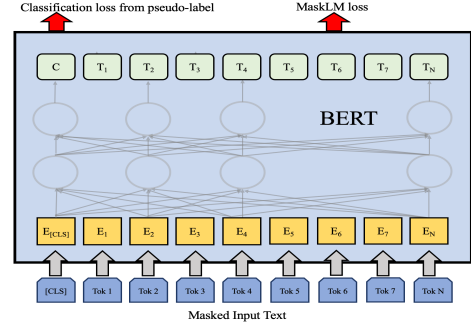 Classification loss from pseudo-label MaskLM loss
C T1 T2 T3 T4 T5 T6 T7 TN
BERT
E[CLS] E1 E2 E3 E4 E5 E6 E7 EN
[CLS] Tok 1 Tok 2 Tok 3 Tok 4 Tok 5 Tok 6 Tok 7 Tok N
Masked Input Text